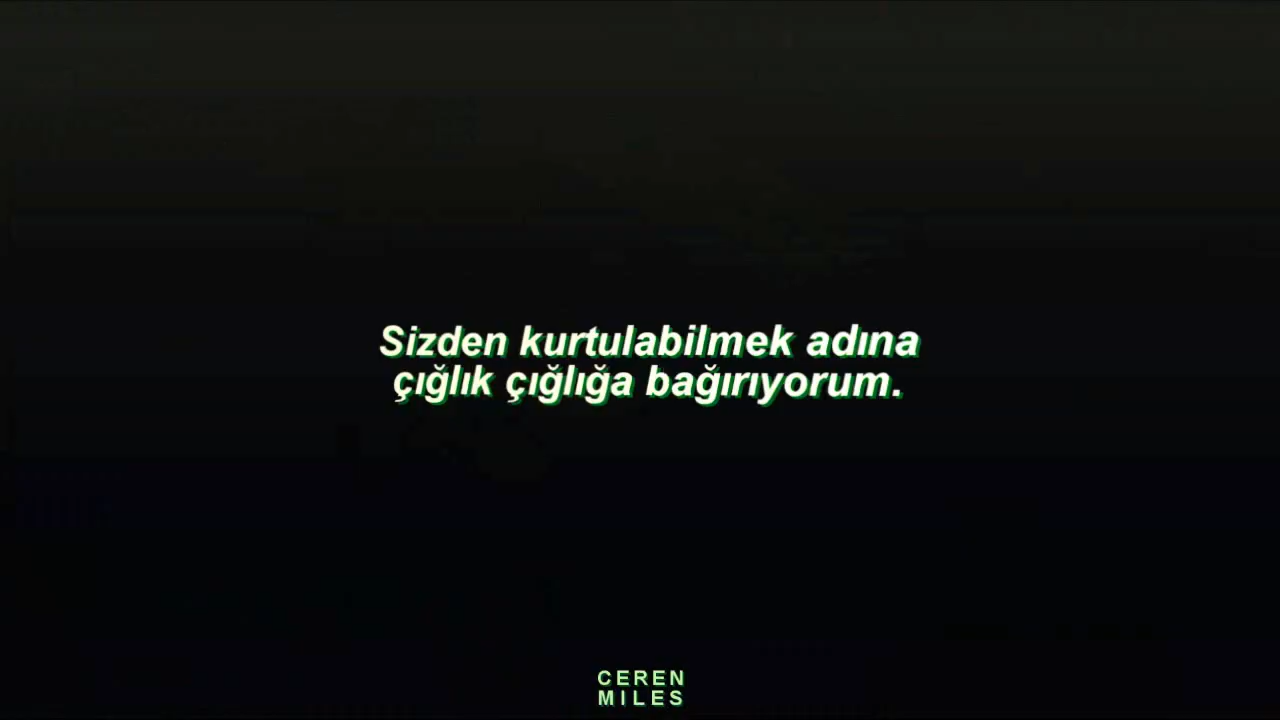 Sizden kurtulabilmek adına
çığlık çığlığa bağırıyorum.
CEREN
MILES